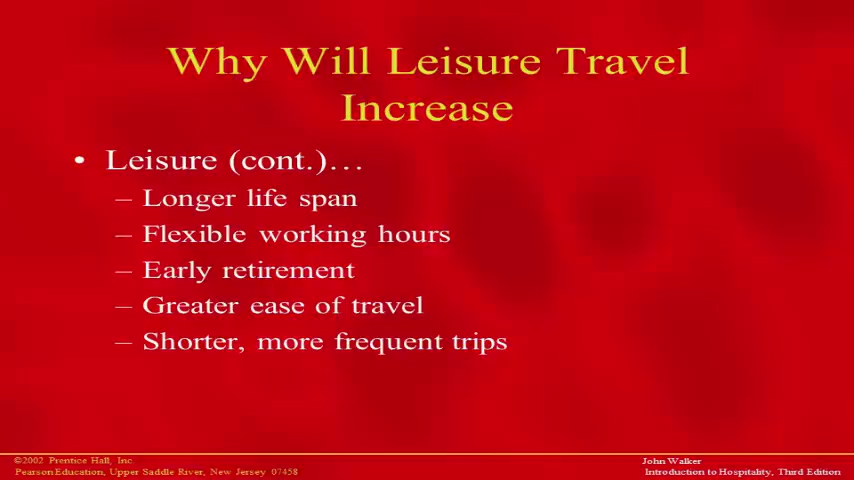 Why Will Leisure Travel
Increase
• Leisure (cont.)…
– Longer life span
– Flexible working hours
– Early retirement
– Greater ease of travel
– Shorter, more frequent trips
©2002 Prentice Hall, Inc.
Pearson Education, Upper Saddle River, New Jersey 07458
John Walker
Introduction to Hospitality, Third Edition